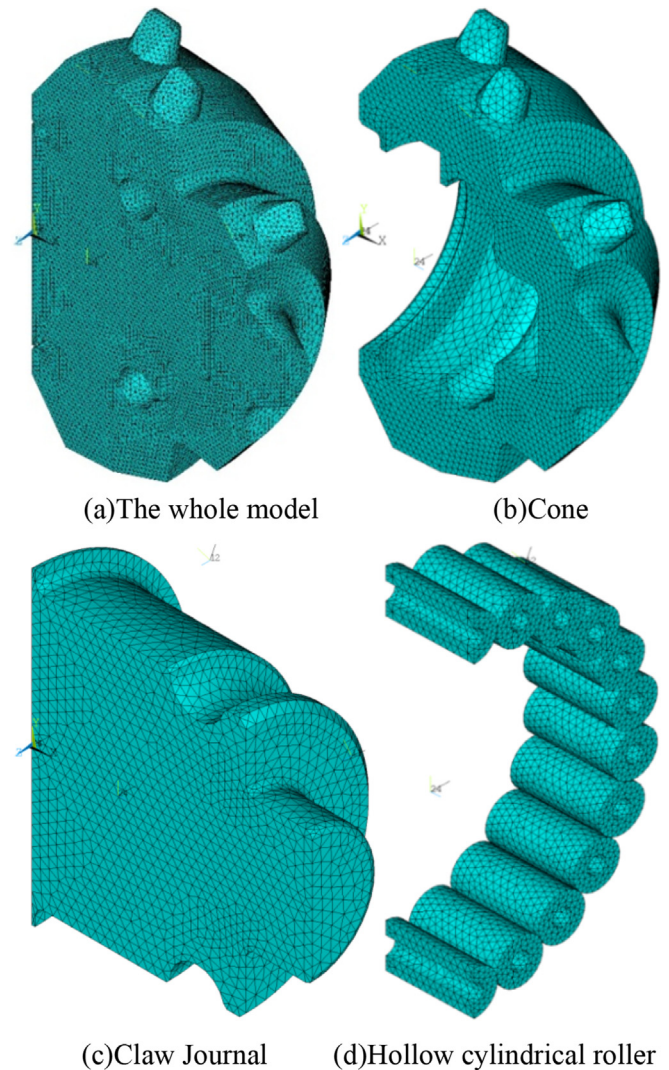 (a)The whole model
(b)Cone
(c)Claw Journal
(d)Hollow cylindrical roller